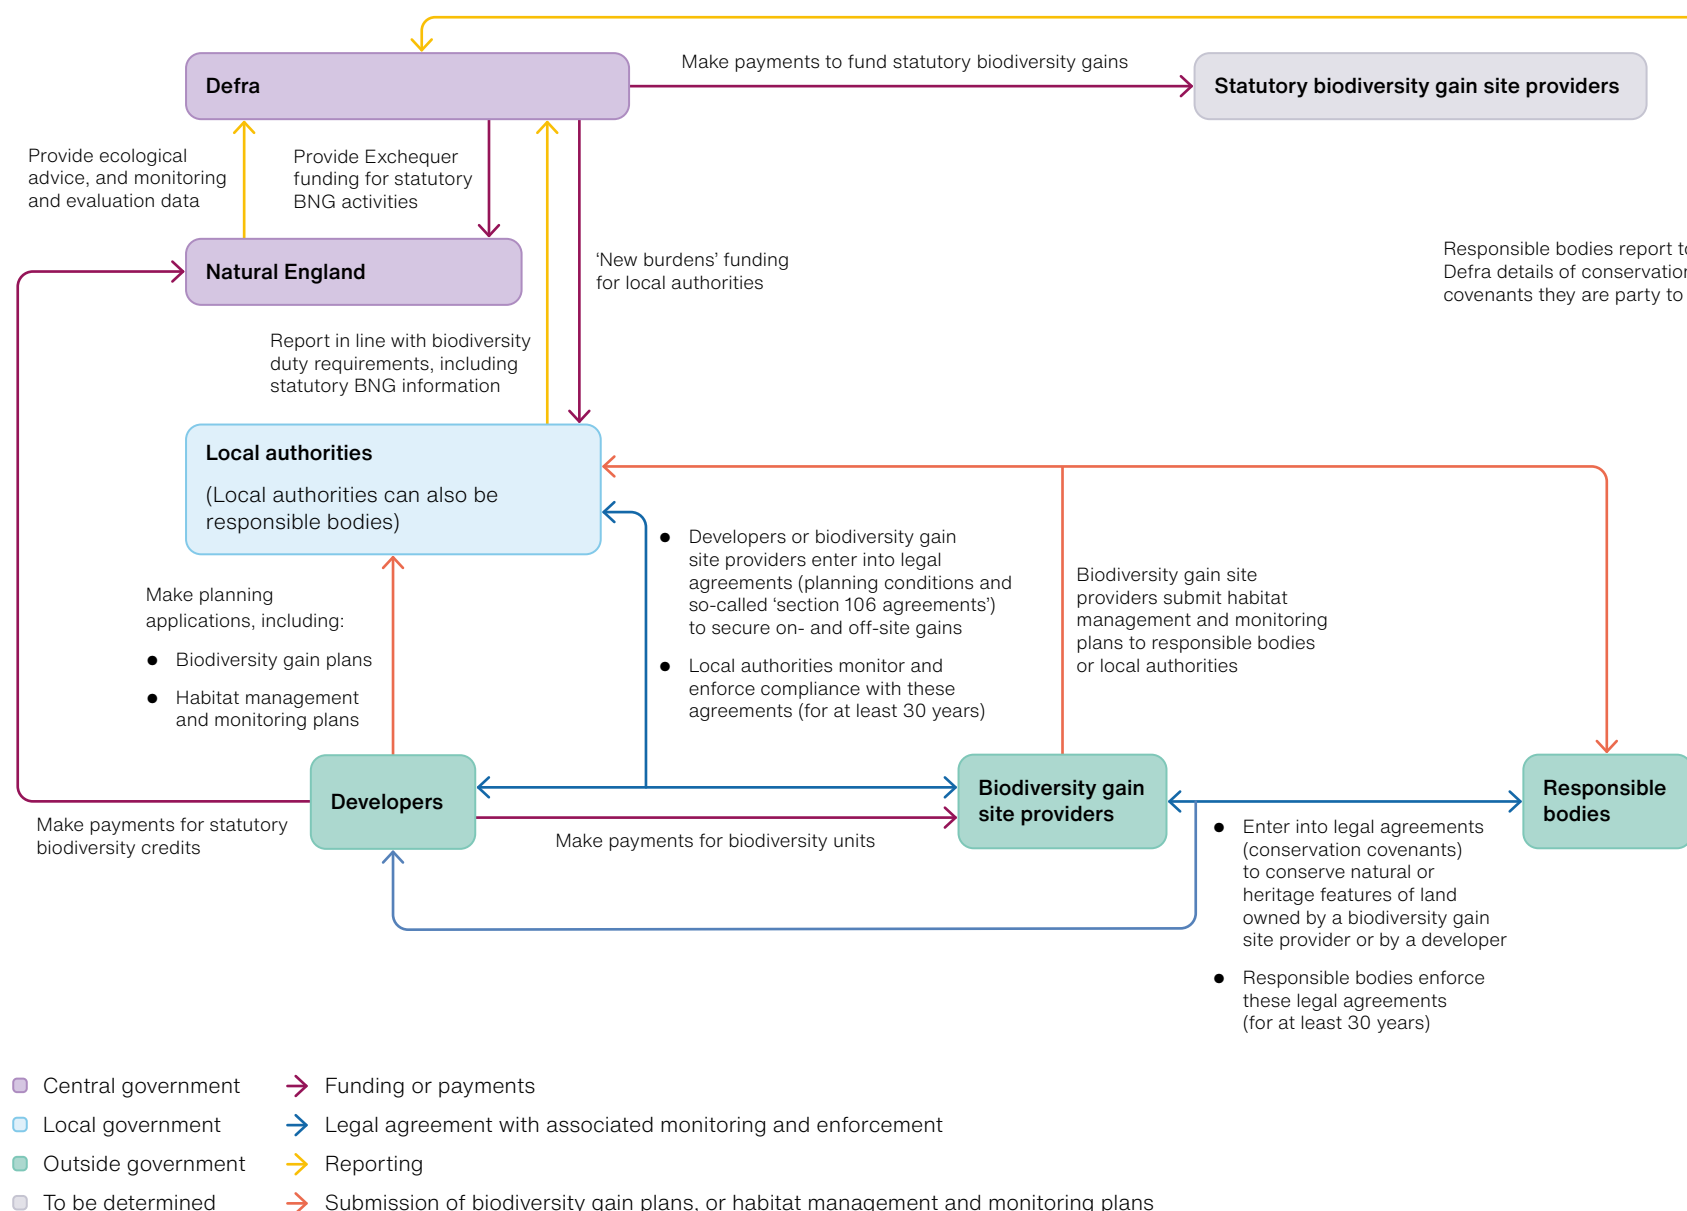 Defra
Make payments to fund statutory biodiversity gains
Statutory biodiversity gain site providers
Provide ecological
advice, and monitoring
and evaluation data
Provide Exchequer
funding for statutory
BNG activities
‘New burdens’ funding
for local authorities
Responsible bodies report to
Defra details of conservation
covenants they are party to
Natural England
Report in line with biodiversity
duty requirements, including
statutory BNG information
Local authorities
(Local authorities can also be
responsible bodies)
Make planning
applications, including:
● Biodiversity gain plans
● Habitat management
and monitoring plans
● Developers or biodiversity gain
site providers enter into legal
agreements (planning conditions and
so-called ‘section 106 agreements’)
to secure on- and off-site gains
● Local authorities monitor and
enforce compliance with these
agreements (for at least 30 years)
Biodiversity gain site
providers submit habitat
management and monitoring
plans to responsible bodies
or local authorities
Developers
Biodiversity gain
site providers
Responsible
bodies
Make payments for statutory
biodiversity credits
Make payments for biodiversity units
● Enter into legal agreements
(conservation covenants)
to conserve natural or
heritage features of land
owned by a biodiversity gain
site provider or by a developer
● Responsible bodies enforce
these legal agreements
(for at least 30 years)
Central government
Funding or payments
Local government
Legal agreement with associated monitoring and enforcement
Outside government
Reporting
To be determined
Submission of biodiversity gain plans, or habitat management and monitoring plans